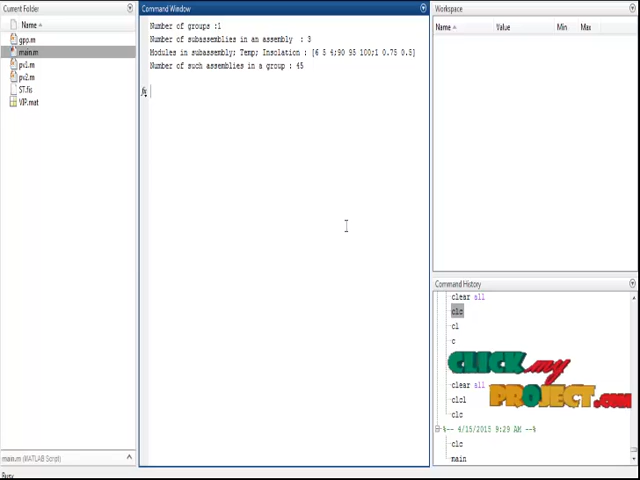 Current Folder
Name
gpo.m
main.m
pv1.m
pv2.m
ST.fis
VIP.mat
main.m (MATLAB Script)
Command Window
Number of groups :1
Number of subassemblies in an assembly : 3
Modules in subassembly; Temp; Insolation : [6 5 4;90 95 100;1 0.75 0.5]
Number of such assemblies in a group : 45
fx
Workspace
Name Value Min Max
Command History
clear all
clc
cl
c
clear all
clcl
clc
%-- 4/15/2015 9:29 AM --%
clc
main
CLICK my
PROJECT.COM